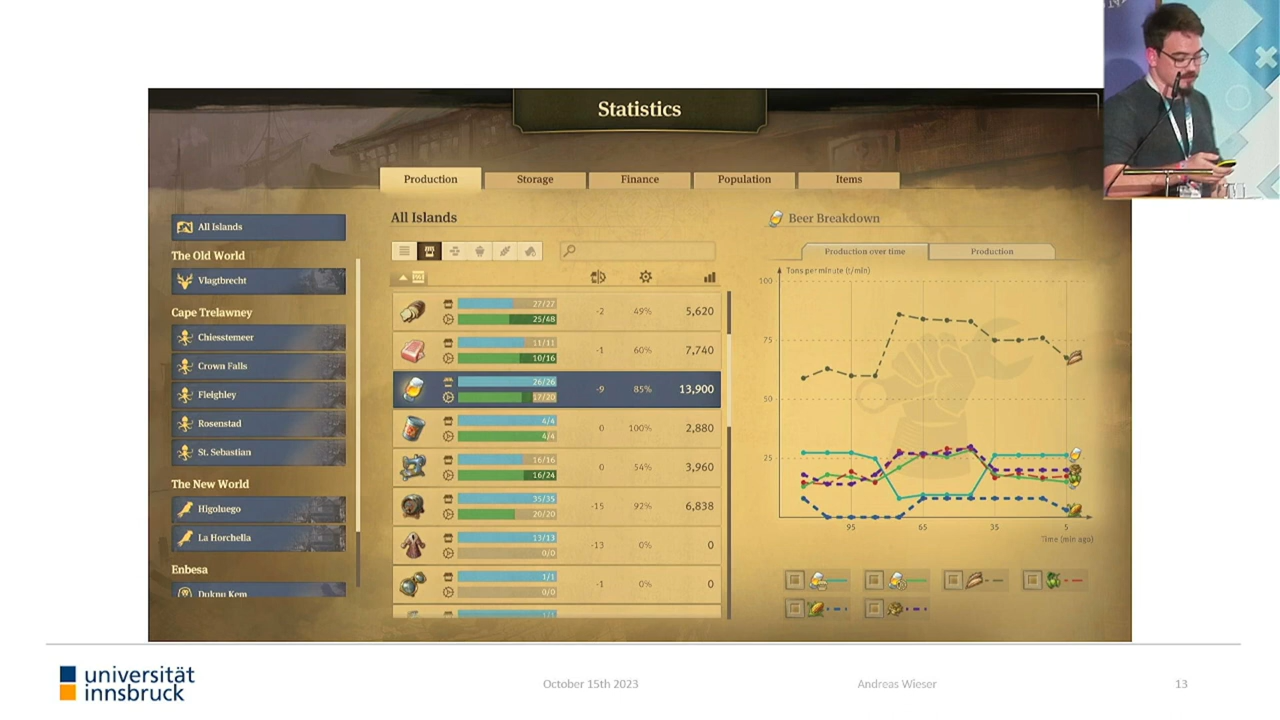 Statistics
Production
Storage
Finance
Population
Items
All Islands
The Old World
Vlagtbrecht
Cape Trelawney
Chiesstemeer
Crown Falls
Fleighley
Rosenstad
St. Sebastian
The New World
Higoluego
La Horchella
Enbesa
Duknu Kem
All Islands
27/27
25/48
-2
49%
5,620
11/11
10/16
-1
60%
7,740
26/26
17/20
-9
85%
13,900
4/4
4/4
0
100%
2,880
16/16
16/24
0
54%
3,960
35/35
20/20
-15
92%
6,838
13/13
0/0
-13
0%
0
1/1
0/0
-1
0%
0
1/1
Beer Breakdown
Production over time
Production
Tons per minute (t/min)
100
75
50
25
95
65
35
5
Time (min ago)
universität
innsbruck
October 15th 2023
Andreas Wieser
13